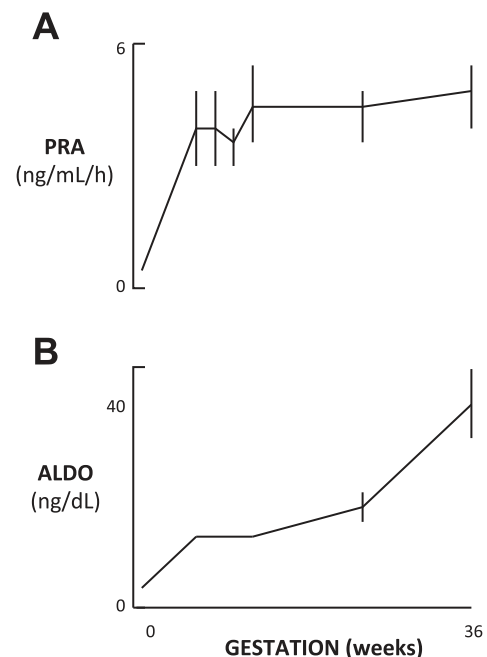 A
6
PRA
(ng/mL/h)
0
B
40
ALDO
(ng/dL)
0
0 36
GESTATION (weeks)